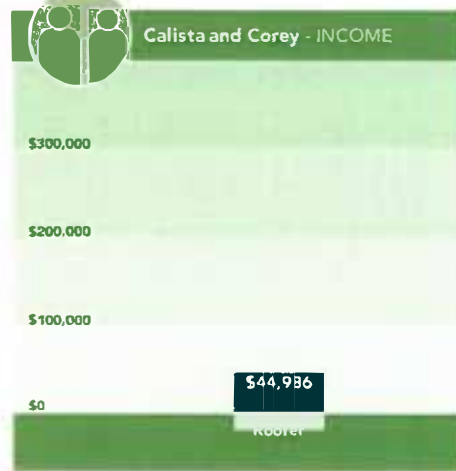 Calista and Corey - INCOME
$300,000
$200,000
$100,000
$44,986
$0
Roofer